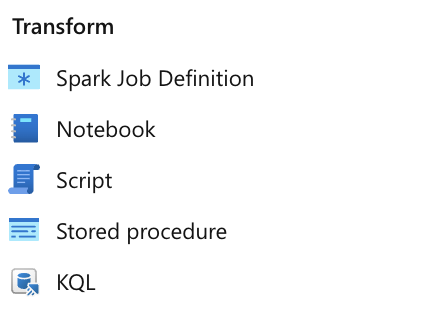 Transform
Spark Job Definition
Notebook
Script
Stored procedure
KQL